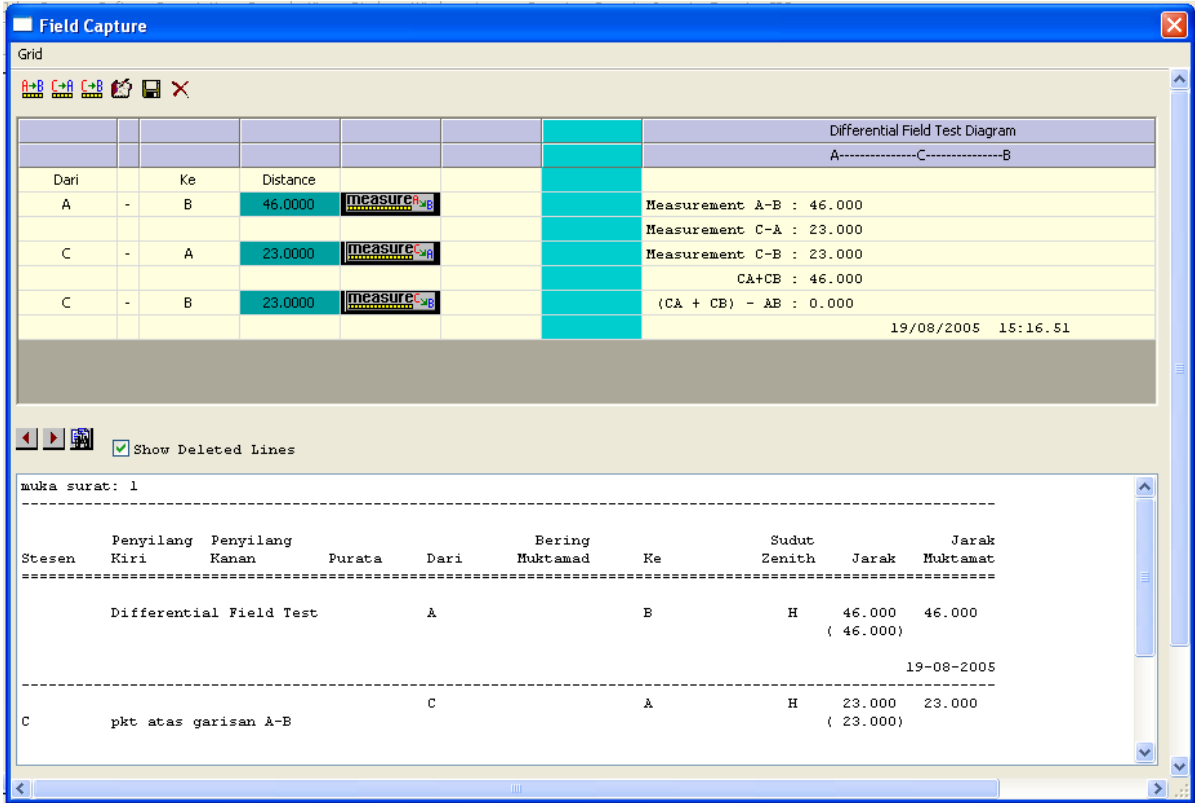 Field Capture
Grid
A→B C→A C→B
Differential Field Test Diagram
A---------------C---------------B
Dari Ke Distance
A - B 46.0000 measure A B Measurement A-B : 46.000
Measurement C-A : 23.000
C - A 23.0000 measure C A Measurement C-B : 23.000
CA+CB : 46.000
C - B 23.0000 measure C B (CA + CB) - AB : 0.000
19/08/2005 15:16.51
Show Deleted Lines
muka surat: 1
Penyilang Penyilang Bering Sudut Jarak
Stesen Kiri Kanan Purata Dari Muktamad Ke Zenith Jarak Muktamat
Differential Field Test A B H 46.000 46.000
( 46.000)
19-08-2005
C A H 23.000 23.000
C pkt atas garisan A-B ( 23.000)